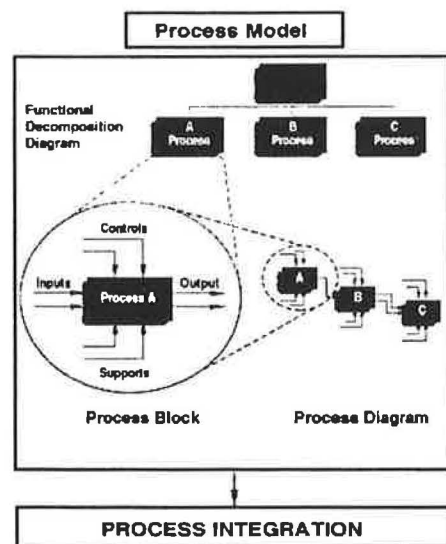 Process Model
Functional
Decomposition
Diagram
A
Process
B
Process
C
Process
Controls
Inputs
Process A
Output
Supports
A
B
C
Process Block
Process Diagram
PROCESS INTEGRATION